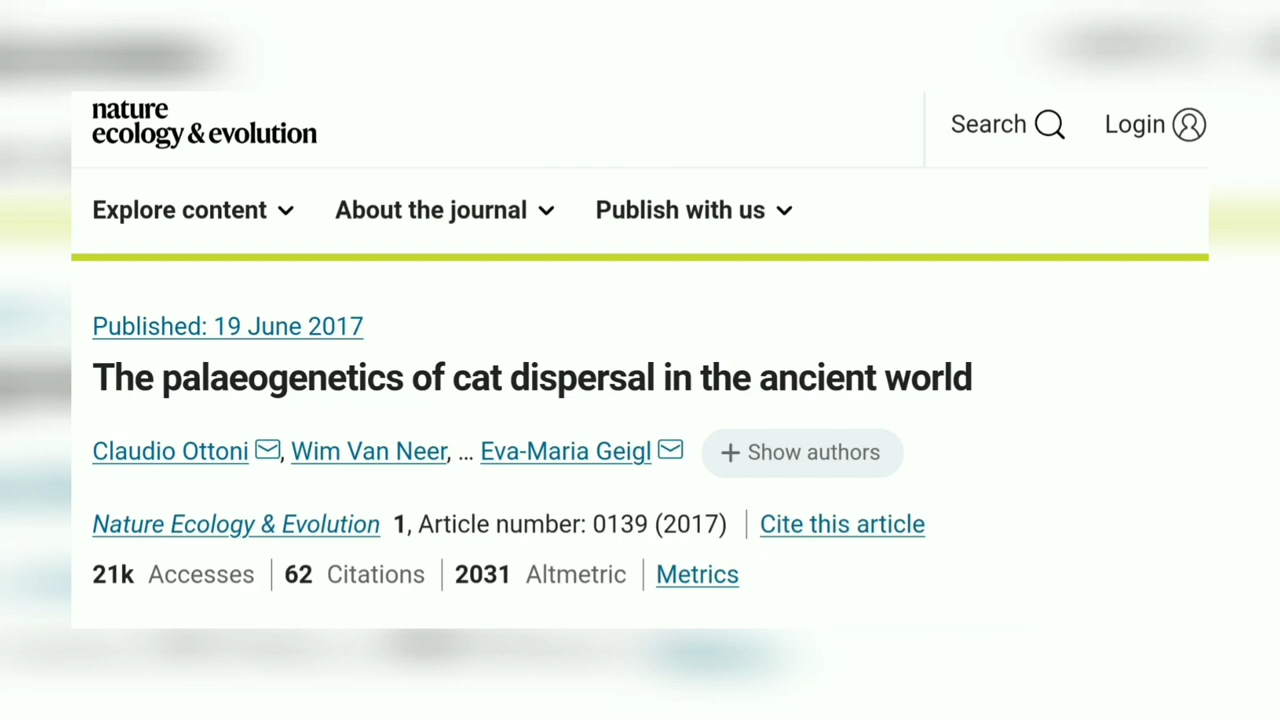 nature
ecology & evolution
Search
Login
Explore content
About the journal
Publish with us
Published: 19 June 2017
The palaeogenetics of cat dispersal in the ancient world
Claudio Ottoni, Wim Van Neer, ... Eva-Maria Geigl + Show authors
Nature Ecology & Evolution 1, Article number: 0139 (2017) | Cite this article
21k Accesses | 62 Citations | 2031 Altmetric | Metrics